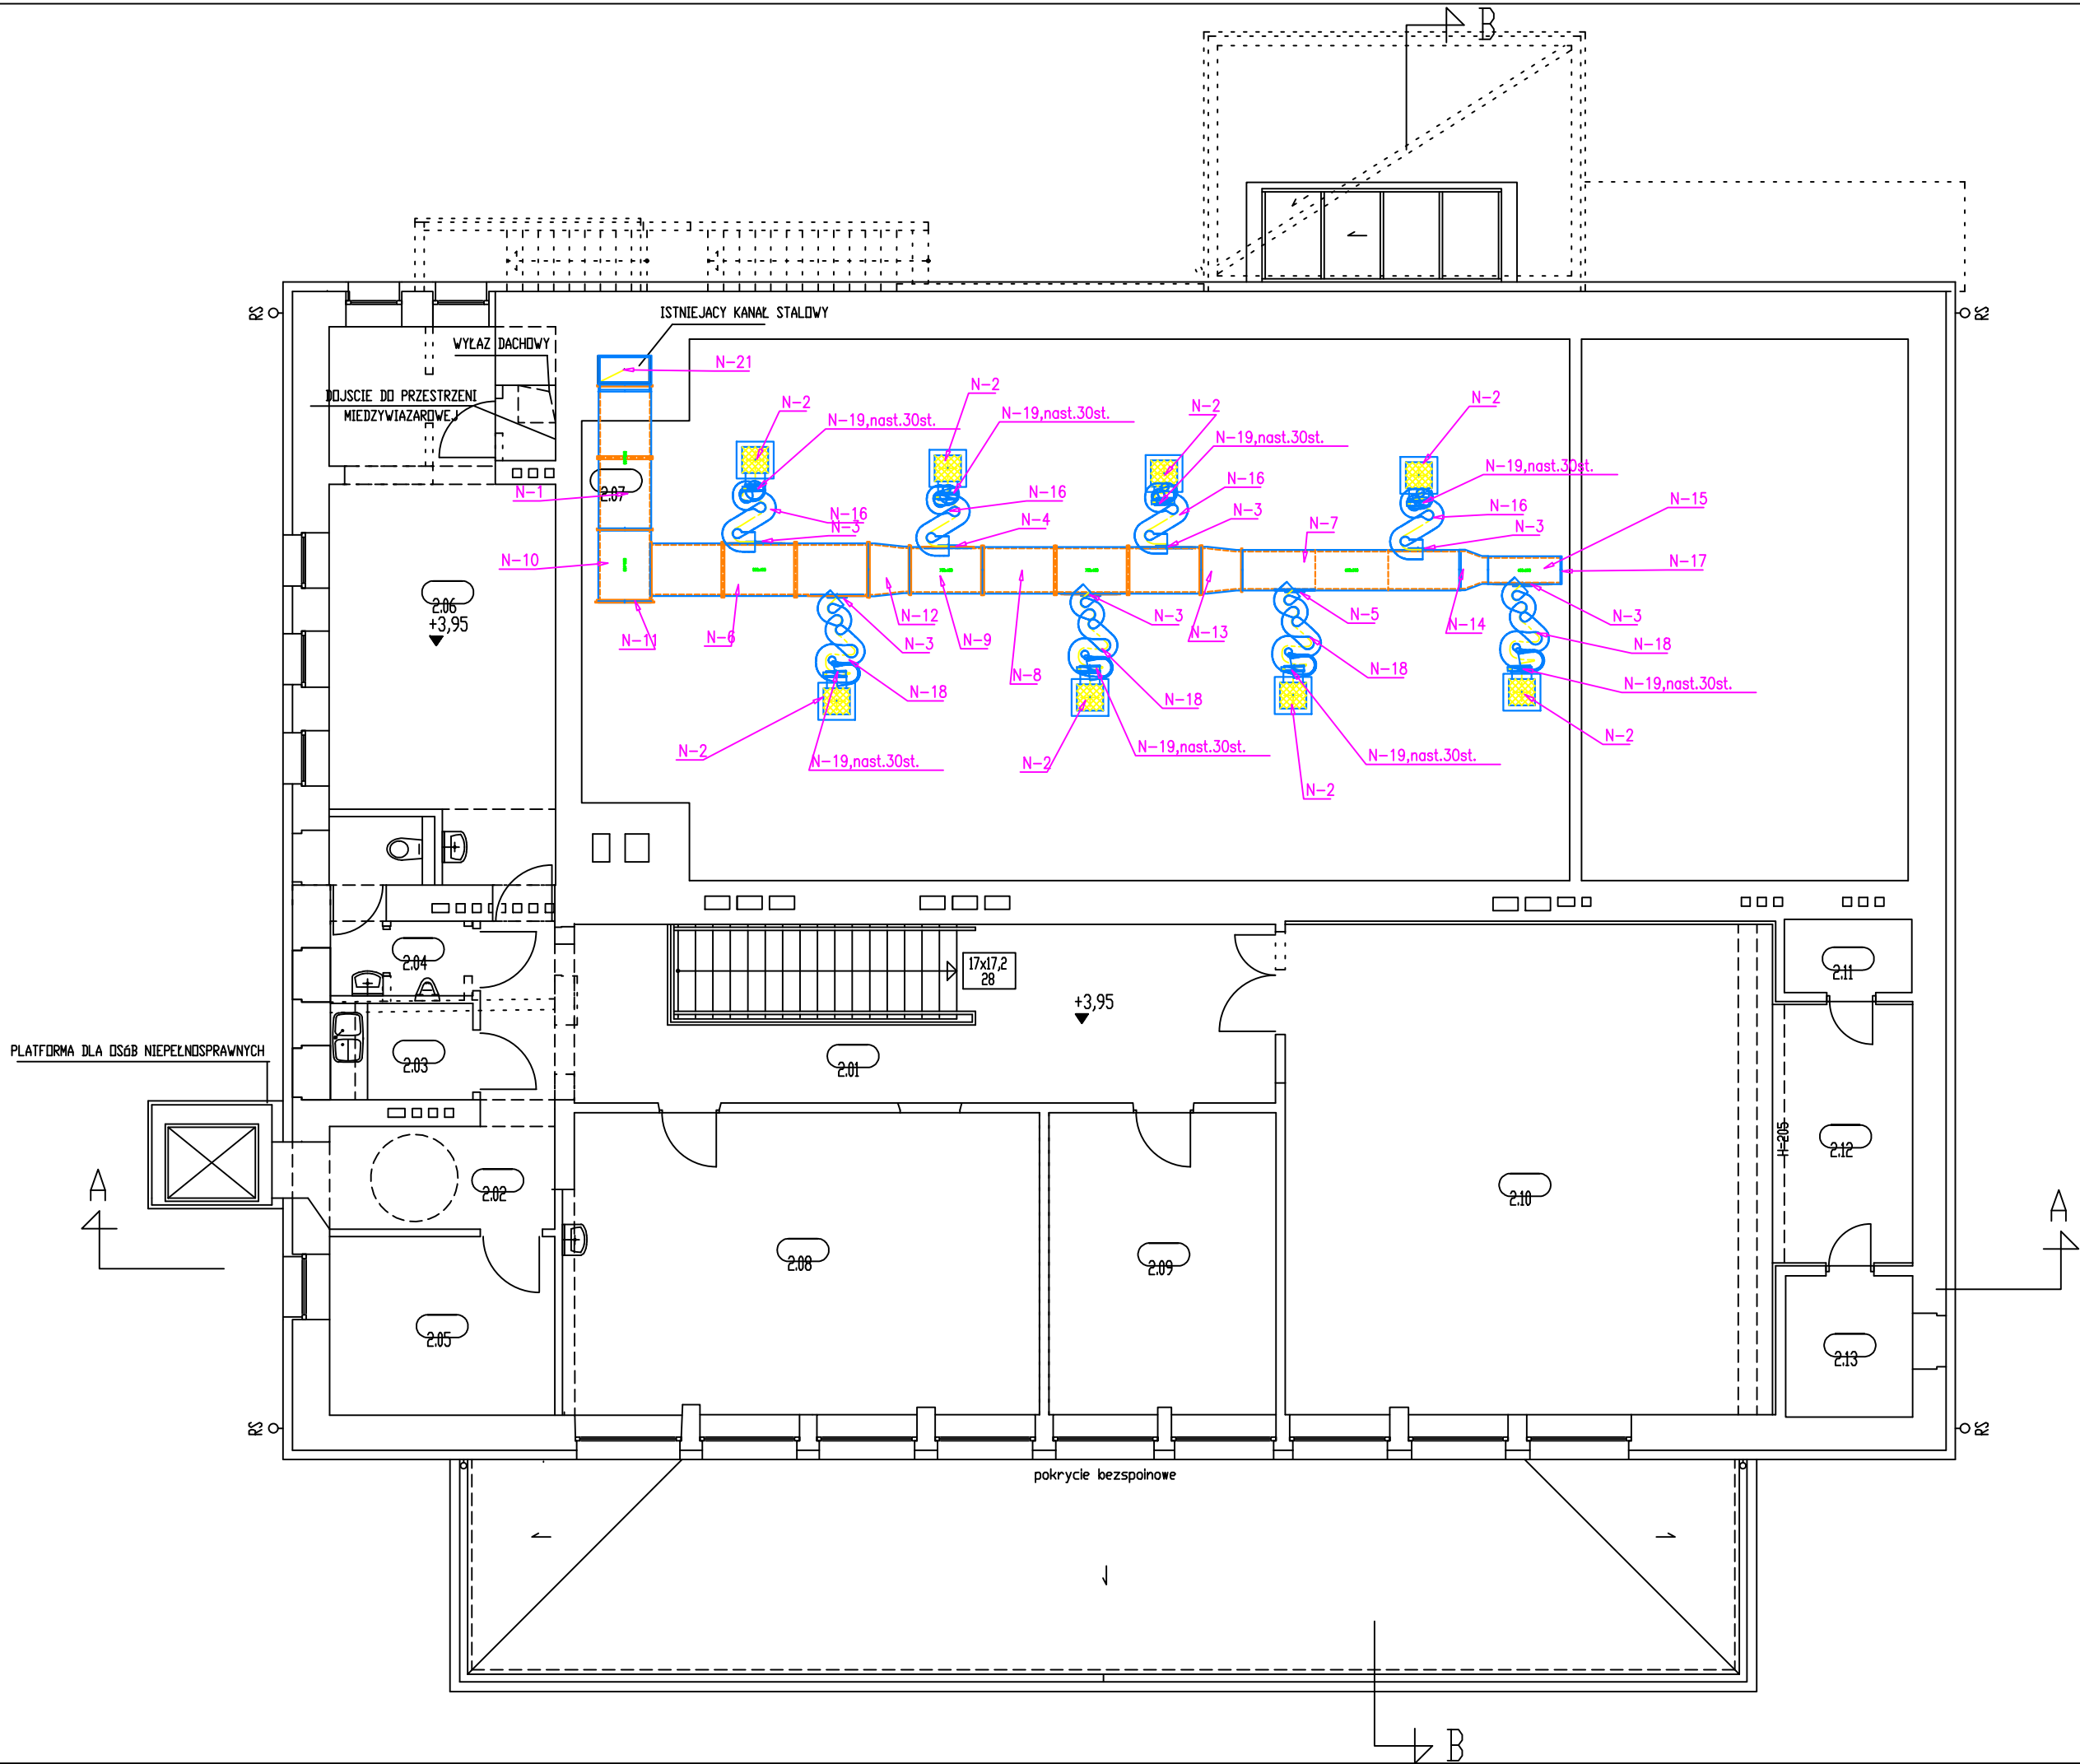 B
RS
RS
ISTNIEJACY KANAŁ STALOWY
WYŁAZ DACHOWY
N-21
DOJSCIE DO PRZESTRZENI
MIEDZYWIAZAROWEJ
N-2
N-2
N-2
N-2
N-19,nast.30st.
N-19,nast.30st.
N-19,nast.30st.
N-19,nast.30st.
N-1
2.07
N-16
N-3
N-16
N-4
N-16
N-3
N-7
N-16
N-3
N-15
N-10
N-17
2.06
+3,95
N-11
N-6
N-12
N-3
N-9
N-8
N-3
N-13
N-5
N-14
N-3
N-18
N-18
N-18
N-18
N-19,nast.30st.
N-2
N-19,nast.30st.
N-2
N-19,nast.30st.
N-2
N-19,nast.30st.
N-2
2.04
17x17,2
28
+3,95
2.11
PLATFORMA DLA OSóB NIEPEŁNOSPRAWNYCH
2.03
2.01
H-205
2.12
A
2.02
2.10
A
2.08
2.09
2.05
2.13
RS
RS
pokrycie bezspoinowe
B